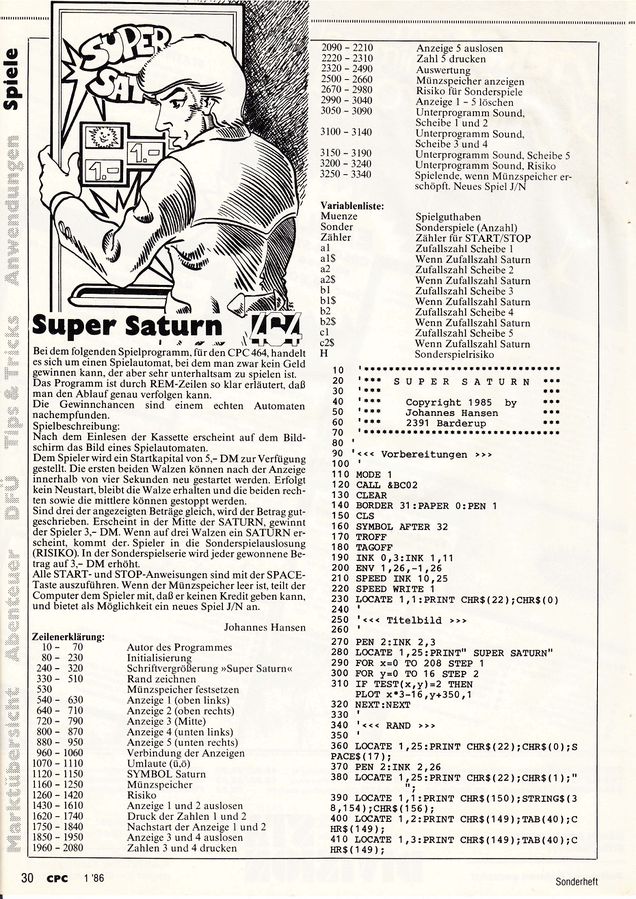 Spiele
Anwendungen
Tips & Tricks
DFÜ
Abenteuer
Marktübersicht
SUPER
SAT
1.-
1.-
Super Saturn 464
Bei dem folgenden Spielprogramm, für den CPC 464, handelt
es sich um einen Spielautomat, bei dem man zwar kein Geld
gewinnen kann, der aber sehr unterhaltsam zu spielen ist.
Das Programm ist durch REM-Zeilen so klar erläutert, daß
man den Ablauf genau verfolgen kann.
Die Gewinnchancen sind einem echten Automaten
nachempfunden.
Spielbeschreibung:
Nach dem Einlesen der Kassette erscheint auf dem Bild-
schirm das Bild eines Spielautomaten.
Dem Spieler wird ein Startkapital von 5,– DM zur Verfügung
gestellt. Die ersten beiden Walzen können nach der Anzeige
innerhalb von vier Sekunden neu gestartet werden. Erfolgt
kein Neustart, bleibt die Walze erhalten und die beiden rech-
ten sowie die mittlere können gestoppt werden.
Sind drei der angezeigten Beträge gleich, wird der Betrag gut-
geschrieben. Erscheint in der Mitte der SATURN, gewinnt
der Spieler 3,– DM. Wenn auf drei Walzen ein SATURN er-
scheint, kommt der Spieler in die Sonderspielauslosung
(RISIKO). In der Sonderspielserie wird jeder gewonnene Be-
trag auf 3,– DM erhöht.
Alle START- und STOP-Anweisungen sind mit der SPACE-
Taste auszuführen. Wenn der Münzspeicher leer ist, teilt der
Computer dem Spieler mit, daß er keinen Kredit geben kann,
und bietet als Möglichkeit ein neues Spiel J/N an.
Johannes Hansen
Zeilenerklärung:
10 – 70 Autor des Programmes
80 – 230 Initialisierung
240 – 320 Schriftvergrößerung »Super Saturn«
330 – 510 Rand zeichnen
530 Münzspeicher festsetzen
540 – 630 Anzeige 1 (oben links)
640 – 710 Anzeige 2 (oben rechts)
720 – 790 Anzeige 3 (Mitte)
800 – 870 Anzeige 4 (unten links)
880 – 950 Anzeige 5 (unten rechts)
960 – 1060 Verbindung der Anzeigen
1070 – 1110 Umlaute (ü,ö)
1120 – 1150 SYMBOL Saturn
1160 – 1250 Münzspeicher
1260 – 1420 Risiko
1430 – 1610 Anzeige 1 und 2 auslosen
1620 – 1740 Druck der Zahlen 1 und 2
1750 – 1840 Nachstart der Anzeige 1 und 2
1850 – 1950 Anzeige 3 und 4 auslosen
1960 – 2080 Zahlen 3 und 4 drucken
2090 – 2210 Anzeige 5 auslosen
2220 – 2310 Zahl 5 drucken
2320 – 2490 Auswertung
2500 – 2660 Münzspeicher anzeigen
2670 – 2980 Risiko für Sonderspiele
2990 – 3040 Anzeige 1 – 5 löschen
3050 – 3090 Unterprogramm Sound,
Scheibe 1 und 2
3100 – 3140 Unterprogramm Sound,
Scheibe 3 und 4
3150 – 3190 Unterprogramm Sound, Scheibe 5
3200 – 3240 Unterprogramm Sound, Risiko
3250 – 3340 Spielende, wenn Münzspeicher er-
schöpft. Neues Spiel J/N
Variablenliste:
Muenze Spielguthaben
Sonder Sonderspiele (Anzahl)
Zähler Zähler für START/STOP
a1 Zufallszahl Scheibe 1
a1$ Wenn Zufallszahl Saturn
a2 Zufallszahl Scheibe 2
a2$ Wenn Zufallszahl Saturn
b1 Zufallszahl Scheibe 3
b1$ Wenn Zufallszahl Saturn
b2 Zufallszahl Scheibe 4
b2$ Wenn Zufallszahl Saturn
c1 Zufallszahl Scheibe 5
c2$ Wenn Zufallszahl Saturn
H Sonderspielrisiko
10 '•••••••••••••••••••••••••••••
20 '••• S U P E R   S A T U R N •••
30 '••• •••
40 '••• Copyright 1985 by •••
50 '••• Johannes Hansen •••
60 '••• 2391 Barderup •••
70 '•••••••••••••••••••••••••••••
80 '
90 '<<< Vorbereitungen >>>
100 '
110 MODE 1
120 CALL &BC02
130 CLEAR
140 BORDER 31:PAPER 0:PEN 1
150 CLS
160 SYMBOL AFTER 32
170 TROFF
180 TAGOFF
190 INK 0,3:INK 1,11
200 ENV 1,26,-1,26
210 SPEED INK 10,25
220 SPEED WRITE 1
230 LOCATE 1,1:PRINT CHR$(22);CHR$(0)
240 '
250 '<<< Titelbild >>>
260 '
270 PEN 2:INK 2,3
280 LOCATE 1,25:PRINT" SUPER SATURN"
290 FOR x=0 TO 208 STEP 1
300 FOR y=0 TO 16 STEP 2
310 IF TEST(x,y)=2 THEN
PLOT x*3-16,y+350,1
320 NEXT:NEXT
330 '
340 '<<< RAND >>>
350 '
360 LOCATE 1,25:PRINT CHR$(22);CHR$(0);S
PACE$(17);
370 PEN 2:INK 2,26
380 LOCATE 1,25:PRINT CHR$(22);CHR$(1);"
";
390 LOCATE 1,1:PRINT CHR$(150);STRING$(3
8,154);CHR$(156);
400 LOCATE 1,2:PRINT CHR$(149);TAB(40);C
HR$(149);
410 LOCATE 1,3:PRINT CHR$(149);TAB(40);C
HR$(149);
30 CPC 1'86
Sonderheft